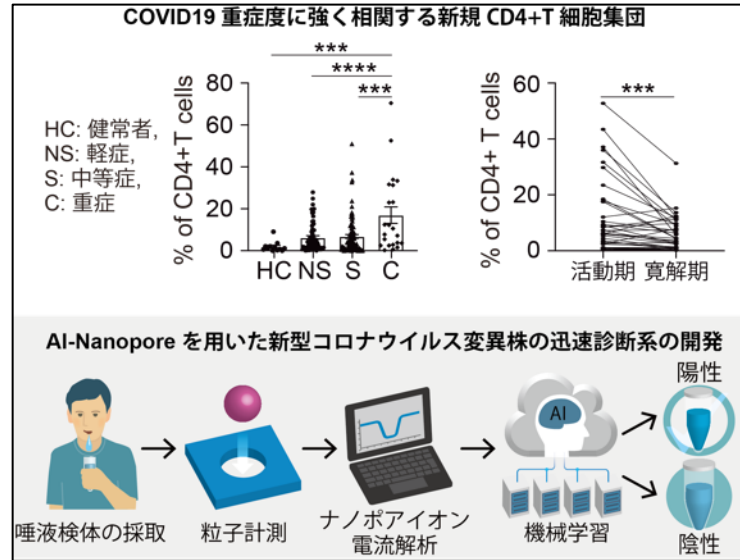 COVID19 重症度に強く相関する新規 CD4+T 細胞集団
HC: 健常者,
NS: 軽症,
S: 中等症,
C: 重症
% of CD4+ T cells
80
60
40
20
0
***
****
***
HC NS S C
% of CD4+ T cells
60
40
20
0
***
活動期 寛解期
AI-Nanopore を用いた新型コロナウイルス変異株の迅速診断系の開発
AI
陽性
陰性
唾液検体の採取
粒子計測
ナノポアイオン
電流解析
機械学習